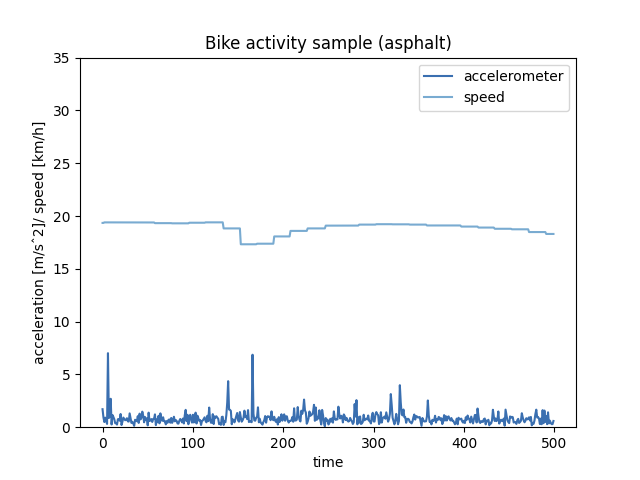 Bike activity sample (asphalt)
accelerometer
speed
acceleration [m/s^2]/ speed [km/h]
35
30
25
20
15
10
5
0
0 100 200 300 400 500
time